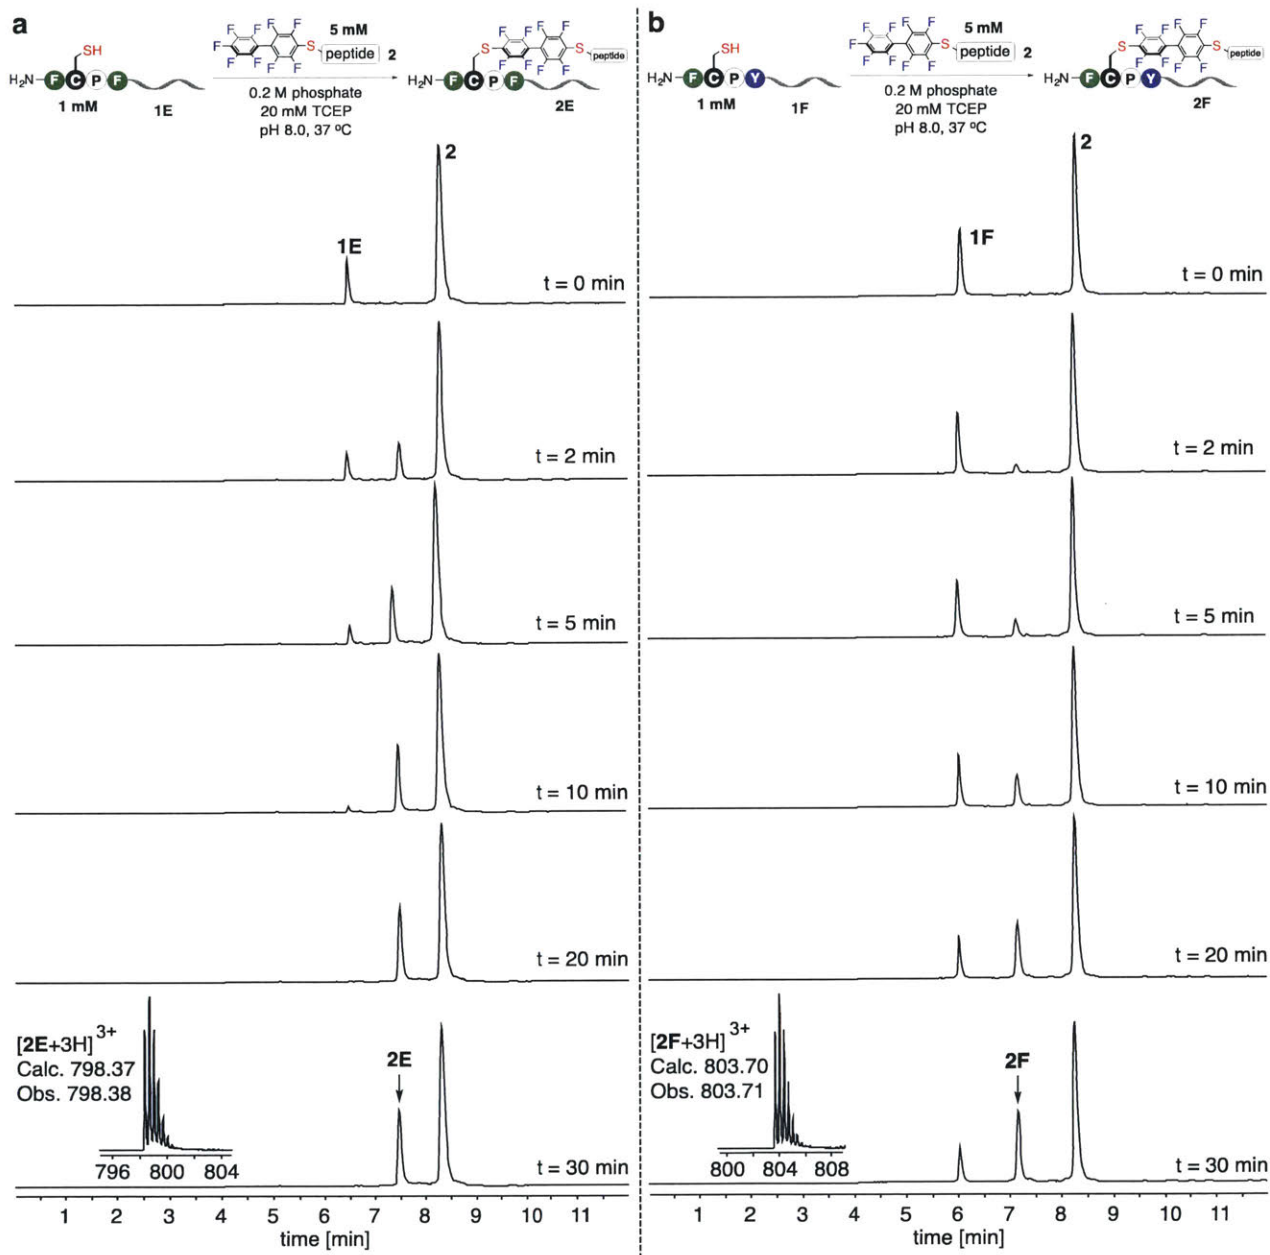 a
5 mM
F F F F F F F F F
S
peptide 2
SH
H₂N F C P F
1 mM 1E
0.2 M phosphate
20 mM TCEP
pH 8.0, 37 ºC
F F F F F F F F
S S
peptide
H₂N F C P F
2E
2
1E
t = 0 min
t = 2 min
t = 5 min
t = 10 min
t = 20 min
[2E+3H] 3+
Calc. 798.37
Obs. 798.38
796 800 804
2E
t = 30 min
1 2 3 4 5 6 7 8 9 10 11
time [min]
b
5 mM
F F F F F F F F F
S
peptide 2
SH
H₂N F C P Y
1 mM 1F
0.2 M phosphate
20 mM TCEP
pH 8.0, 37 ºC
F F F F F F F F
S S
peptide
H₂N F C P Y
2F
2
1F
t = 0 min
t = 2 min
t = 5 min
t = 10 min
t = 20 min
[2F+3H] 3+
Calc. 803.70
Obs. 803.71
800 804 808
2F
t = 30 min
1 2 3 4 5 6 7 8 9 10 11
time [min]